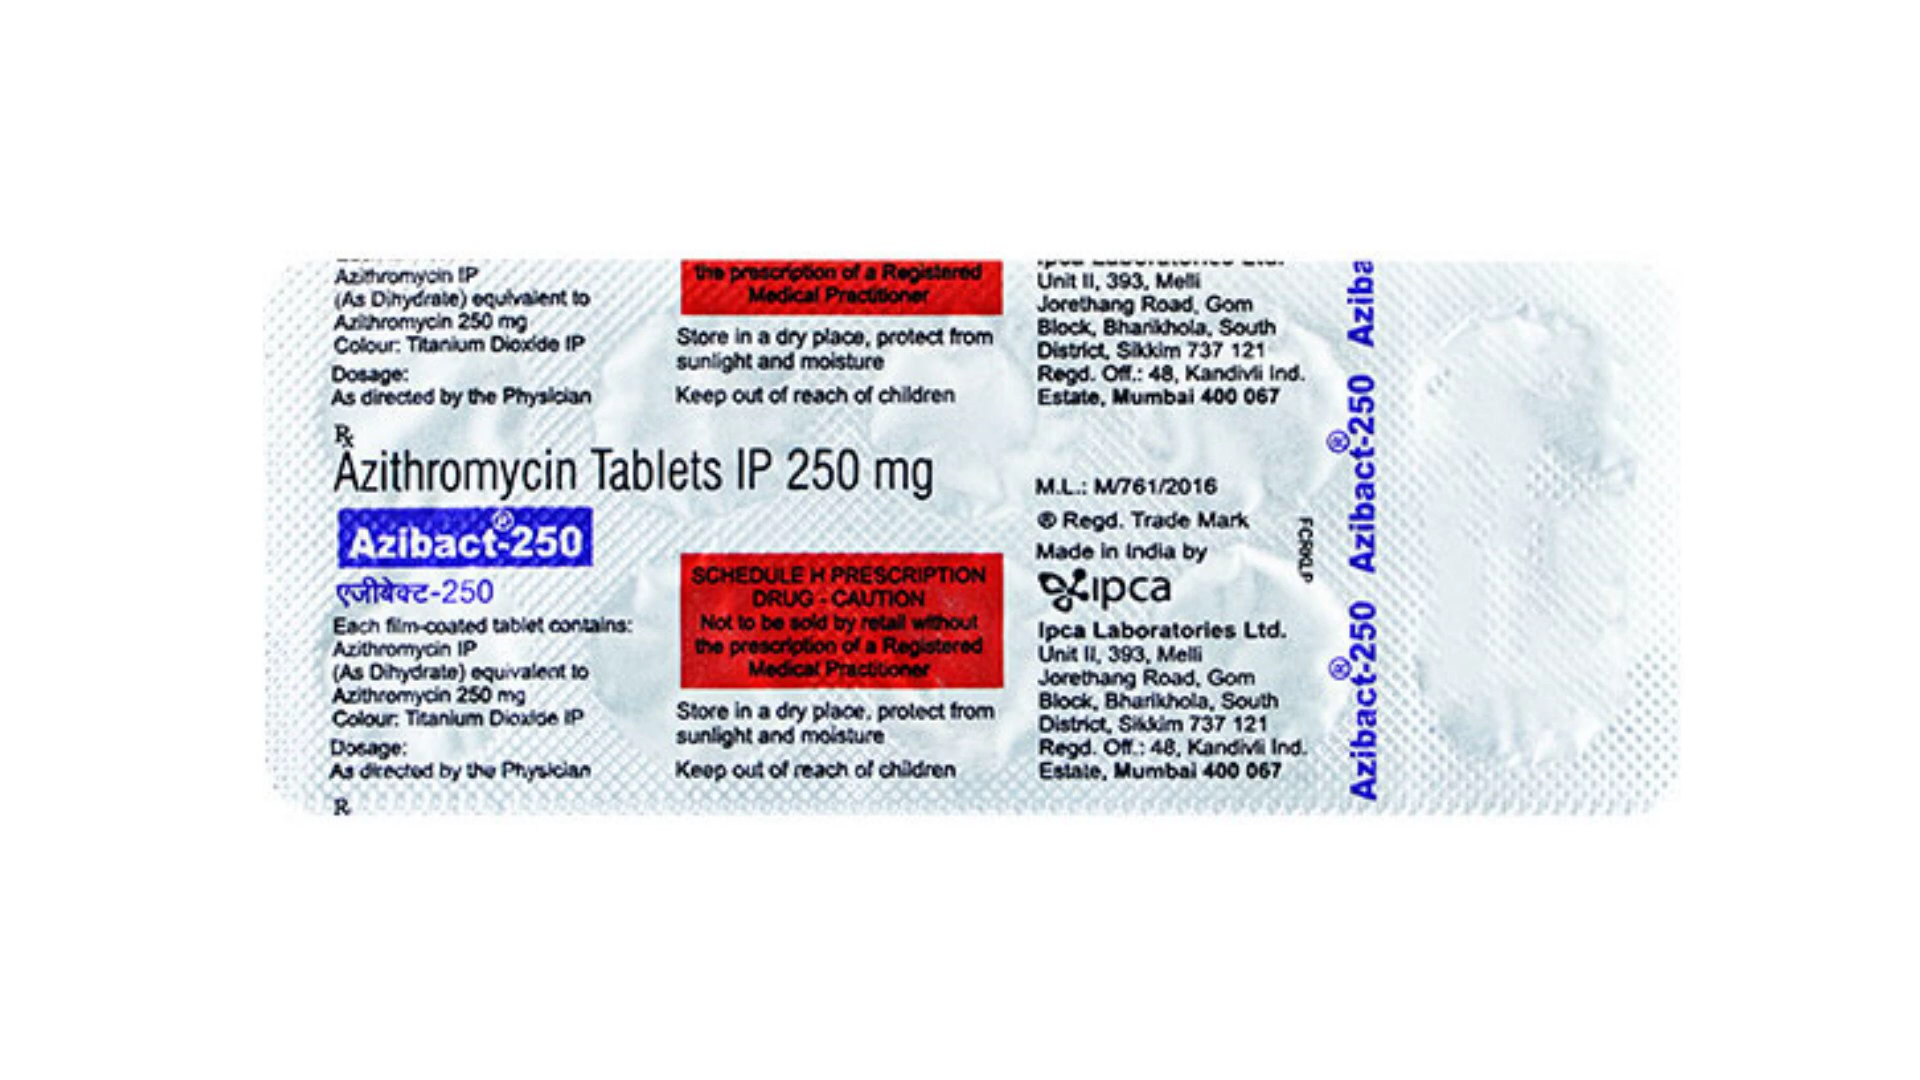 Azithromycin IP
(As Dihydrate) equivalent to
Azithromycin 250 mg
Colour: Titanium Dioxide IP
Dosage:
As directed by the Physician
the prescription of a Registered
Medical Practitioner
Store in a dry place, protect from
sunlight and moisture
Keep out of reach of children
Ipca Laboratories Ltd.
Unit II, 393, Melli
Jorethang Road, Gom
Block, Bharikhola, South
District, Sikkim 737 121
Regd. Off.: 48, Kandivli Ind.
Estate, Mumbai 400 067
Rx
Azithromycin Tablets IP 250 mg
Azibact®-250
एजीबेक्ट-250
Each film-coated tablet contains:
Azithromycin IP
(As Dihydrate) equivalent to
Azithromycin 250 mg
Colour: Titanium Dioxide IP
Dosage:
As directed by the Physician
Rx
SCHEDULE H PRESCRIPTION
DRUG - CAUTION
Not to be sold by retail without
the prescription of a Registered
Medical Practitioner
Store in a dry place, protect from
sunlight and moisture
Keep out of reach of children
M.L.: M/761/2016
® Regd. Trade Mark
Made in India by
ipca
Ipca Laboratories Ltd.
Unit II, 393, Melli
Jorethang Road, Gom
Block, Bharikhola, South
District, Sikkim 737 121
Regd. Off.: 48, Kandivli Ind.
Estate, Mumbai 400 067
Azibact®-250 Azibact®-250 Aziba